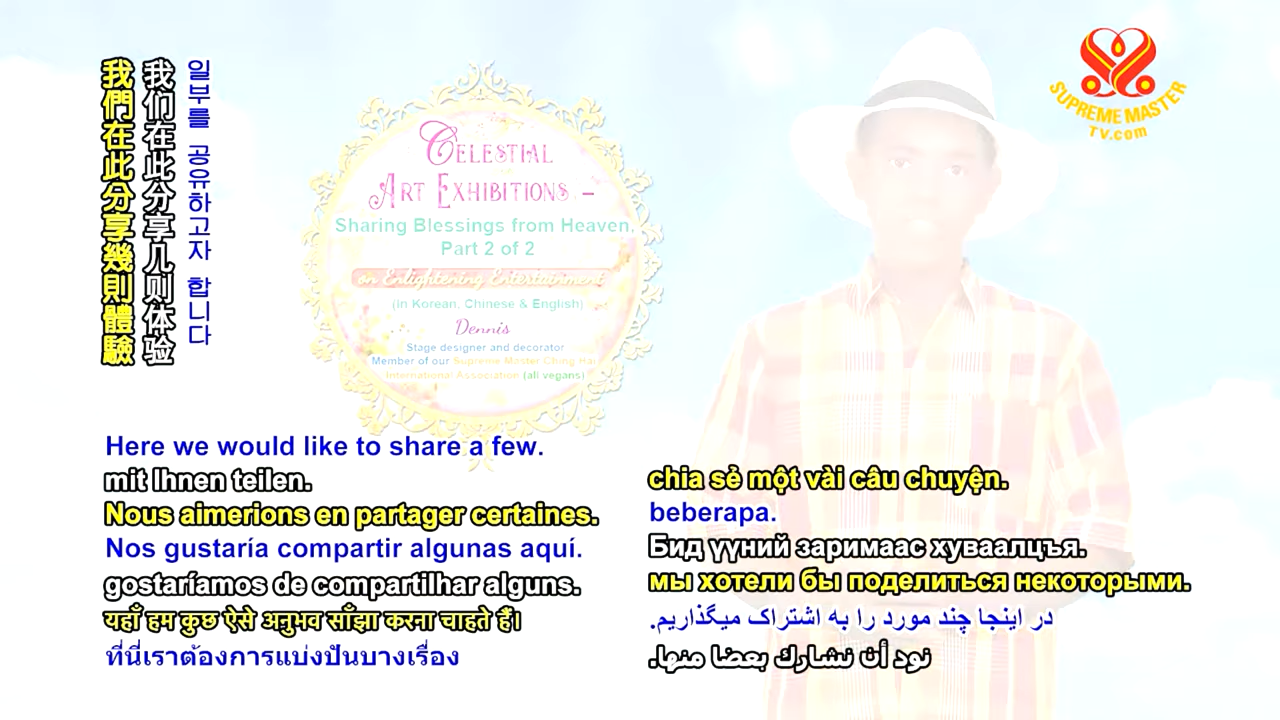 我們在此分享幾則體驗
我们在此分享几则体验
일부를 공유하고자 합니다
SUPREME MASTER
TV.com
CELESTIAL
ART EXHIBITIONS –
Sharing Blessings from Heaven,
Part 2 of 2
on Enlightening Entertainment
(in Korean, Chinese & English)
Dennis
Stage designer and decorator
Member of our Supreme Master Ching Hai
International Association (all vegans)
Here we would like to share a few.
mit Ihnen teilen.
Nous aimerions en partager certaines.
Nos gustaría compartir algunas aquí.
gostaríamos de compartilhar alguns.
यहाँ हम कुछ ऐसे अनुभव साँझा करना चाहते हैं।
ที่นี่เราต้องการแบ่งปันบางเรื่อง
chia sẻ một vài câu chuyện.
beberapa.
Бид үүний заримаас хуваалцъя.
мы хотели бы поделиться некоторыми.
در اینجا چند مورد را به اشتراک میگذاریم.
نود أن نشارك بعضا منها.